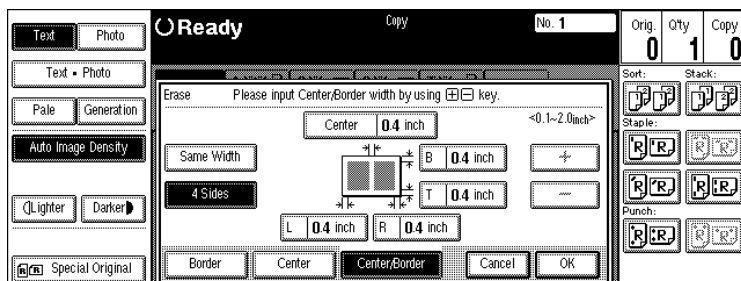 Text
Photo
Text • Photo
Pale
Generation
Auto Image Density
Lighter
Darker
Special Original
Ready
Copy
No. 1
Orig.
Q'ty
Copy
0
1
0
Erase
Please input Center/Border width by using ⊞⊟ key.
Center 0.4 inch
<0.1~2.0inch>
Same Width
4 Sides
B 0.4 inch
T 0.4 inch
L 0.4 inch
R 0.4 inch
+
−
Border
Center
Center/Border
Cancel
OK
Sort:
Stack:
Staple:
Punch: